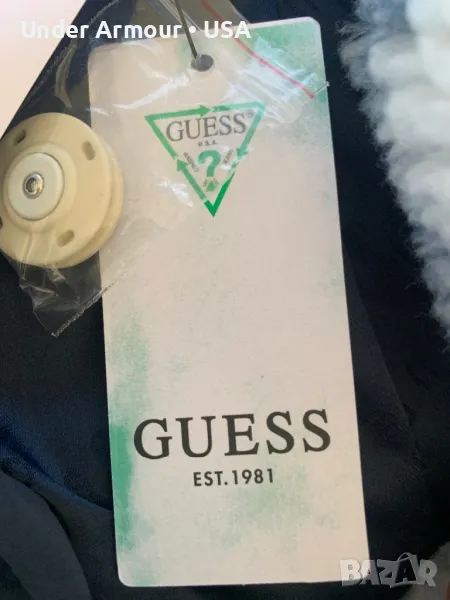 Under Armour • USA
GUESS
U.S.A.
?
GUESS
EST. 1981
BAZAR